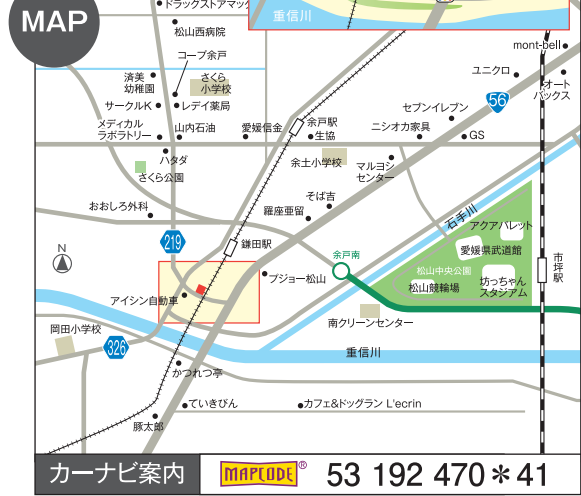 MAP
ドラックストアマッ
重信川
松山西病院
コープ余戸
mont-bell
済美
幼稚園
さくら
小学校
ユニクロ
オート
バックス
サークルK
レデイ薬局
56
セブンイレブン
メディカル
ラボラトリー
山内石油
愛媛信金
余戸駅
生協
ニシオカ家具
GS
ハタダ
さくら公園
余土小学校
マルヨシ
センター
そば吉
おおしろ外科
羅座亜留
石手川
アクアパレット
219
鎌田駅
余戸南
愛媛県武道館
市坪駅
N
プジョー松山
松山中央公園
坊っちゃん
スタジアム
松山競輪場
アイシン自動車
岡田小学校
南クリーンセンター
326
重信川
かつれつ亭
ていきびん
カフェ&ドッグラン L'ecrin
豚太郎
カーナビ案内
MAPCODE®
53 192 470＊41